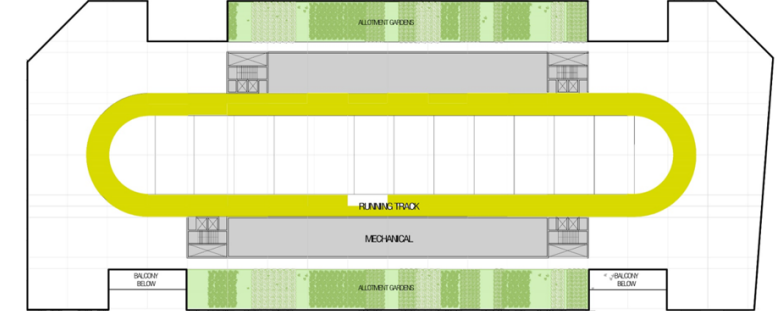 ALLOTMENT GARDENS
RUNNING TRACK
MECHANICAL
BALCONY
BELOW
ALLOTMENT GARDENS
BALCONY
BELOW